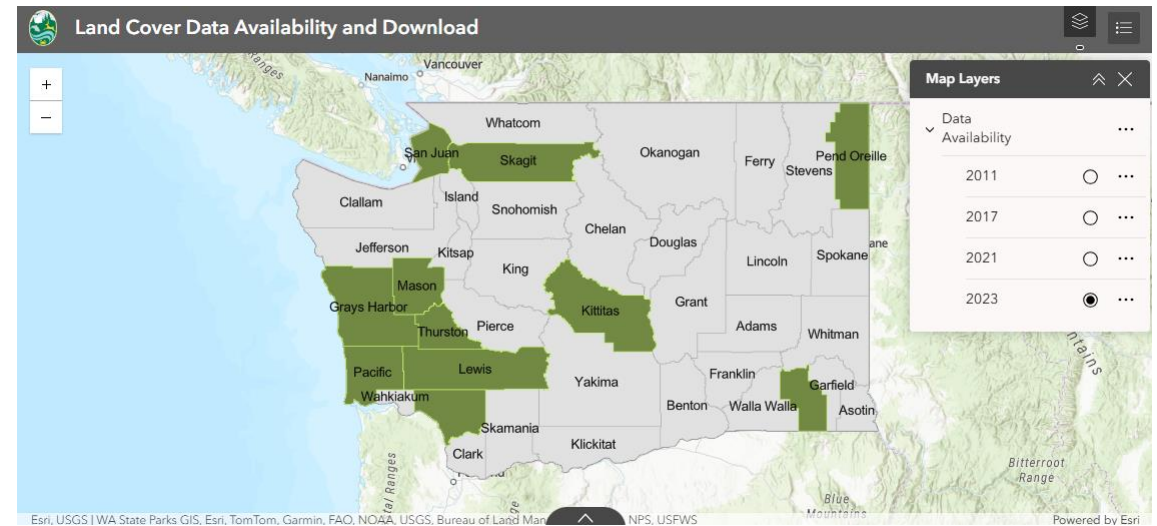 Land Cover Data Availability and Download
Vancouver
Nanaimo
Ranges
Map Layers
Data
Availability
2011
2017
2021
2023
Whatcom
San Juan
Skagit
Okanogan
Ferry
Pend Oreille
Stevens
Clallam
Island
Snohomish
Chelan
Douglas
Jefferson
Kitsap
King
Lincoln
Spokane
ane
Mason
Grays Harbor
Kittitas
Grant
Thurston
Pierce
Adams
Whitman
Pacific
Lewis
Yakima
Franklin
Garfield
Wahkiakum
Benton
Walla Walla
Asotin
Skamania
Clark
Klickitat
Bitterroot
Range
Blue
Mountains
Esri, USGS | WA State Parks GIS, Esri, TomTom, Garmin, FAO, NOAA, USGS, Bureau of Land Man
NPS, USFWS
Powered by Esri